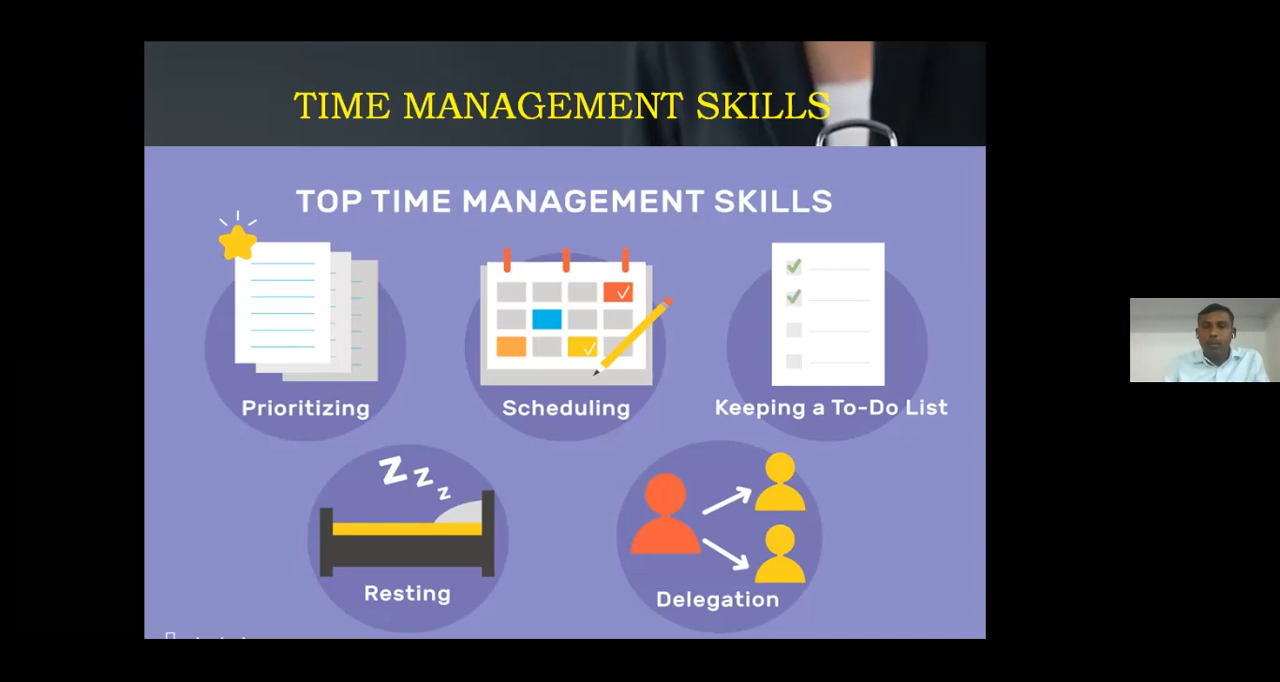 TIME MANAGEMENT SKILLS
TOP TIME MANAGEMENT SKILLS
Prioritizing
Scheduling
Keeping a To-Do List
Z Z Z
Resting
Delegation